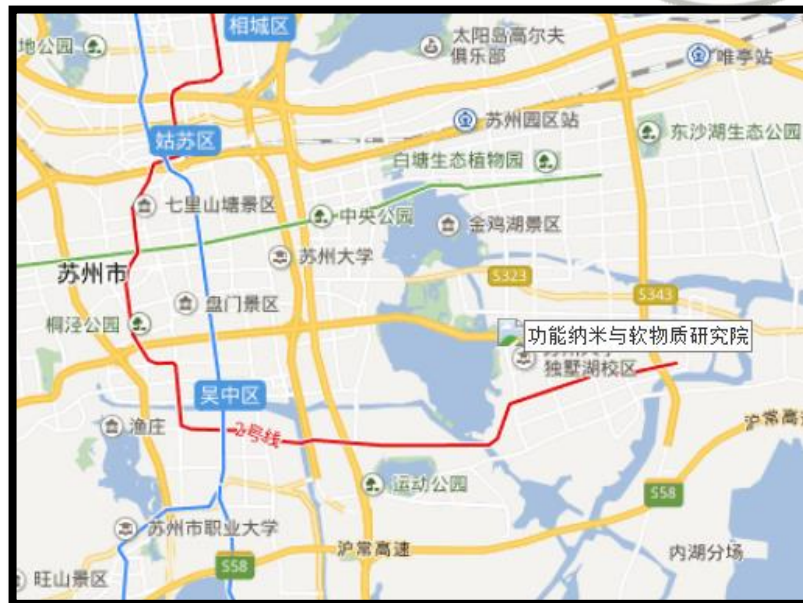 相城区
地公园
太阳岛高尔夫
俱乐部
唯亭站
苏州园区站
姑苏区
东沙湖生态公
白塘生态植物园
七里山塘景区
中央公园
金鸡湖景区
苏州大学
苏州市
S323
S343
盘门景区
桐泾公园
功能纳米与软物质研究院
独墅湖校区
吴中区
渔庄
2号线
沪常高
运动公园
S58
苏州市职业大学
沪常高速
内湖分场
S58
旺山景区